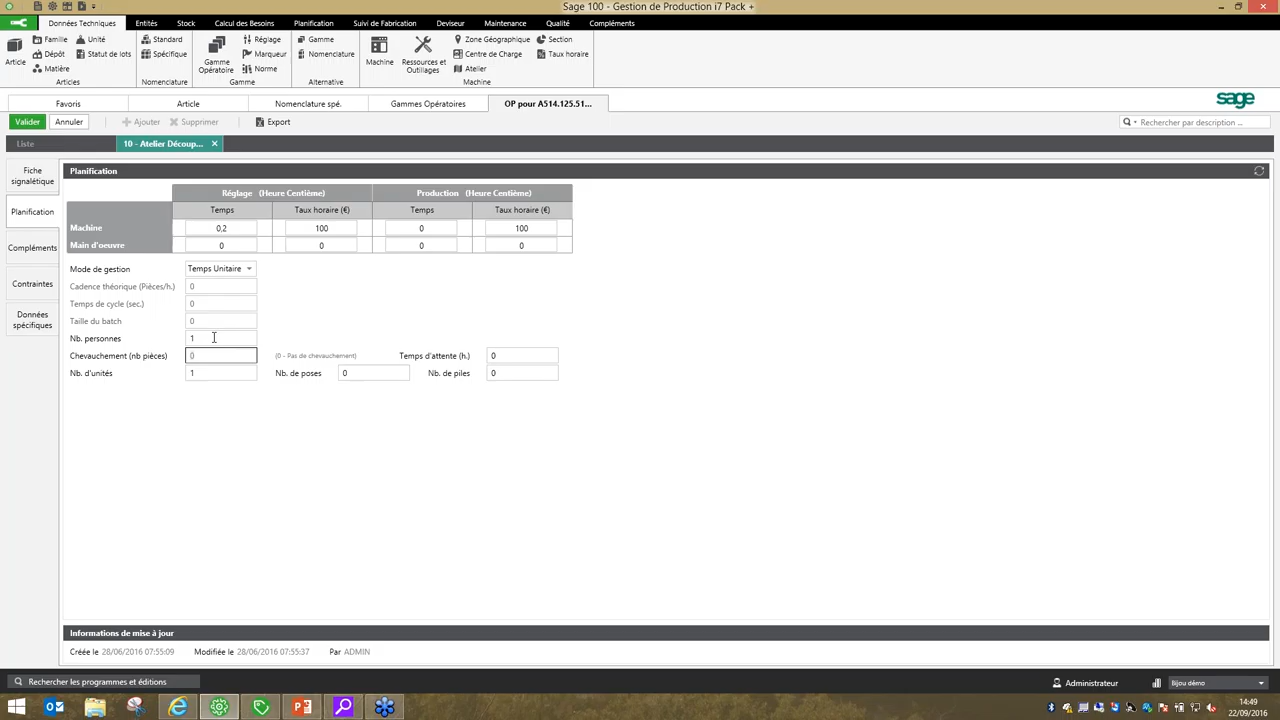 Sage 100 - Gestion de Production i7 Pack +
Données Techniques Entités Stock Calcul des Besoins Planification Suivi de Fabrication Deviseur Maintenance Qualité Compléments
Famille Unité Standard Réglage Gamme Zone Géographique Section
Dépôt Statut de lots Spécifique Marqueur Nomenclature Centre de Charge Taux horaire
Article Matière Gamme Opératoire Norme Machine Ressources et Outillages Atelier
Articles Nomenclature Gamme Alternative Machine
Favoris Article Nomenclature spé. Gammes Opératoires OP pour A514.125.51... sage
Valider Annuler Ajouter Supprimer Export Rechercher par description ...
Liste 10 - Atelier Découp... ×
Fiche signalétique
Planification
Compléments
Contraintes
Données spécifiques
Planification
Réglage (Heure Centième) Production (Heure Centième)
Temps Taux horaire (€) Temps Taux horaire (€)
Machine 0,2 100 0 100
Main d'oeuvre 0 0 0 0
Mode de gestion Temps Unitaire
Cadence théorique (Pièces/h.) 0
Temps de cycle (sec.) 0
Taille du batch 0
Nb. personnes 1
Chevauchement (nb pièces) 0 (0 - Pas de chevauchement) Temps d'attente (h.) 0
Nb. d'unités 1 Nb. de poses 0 Nb. de piles 0
Informations de mise à jour
Créée le 28/06/2016 07:55:09 Modifiée le 28/06/2016 07:55:37 Par ADMIN
Rechercher les programmes et éditions Administrateur Bijou démo
14:49
22/09/2016